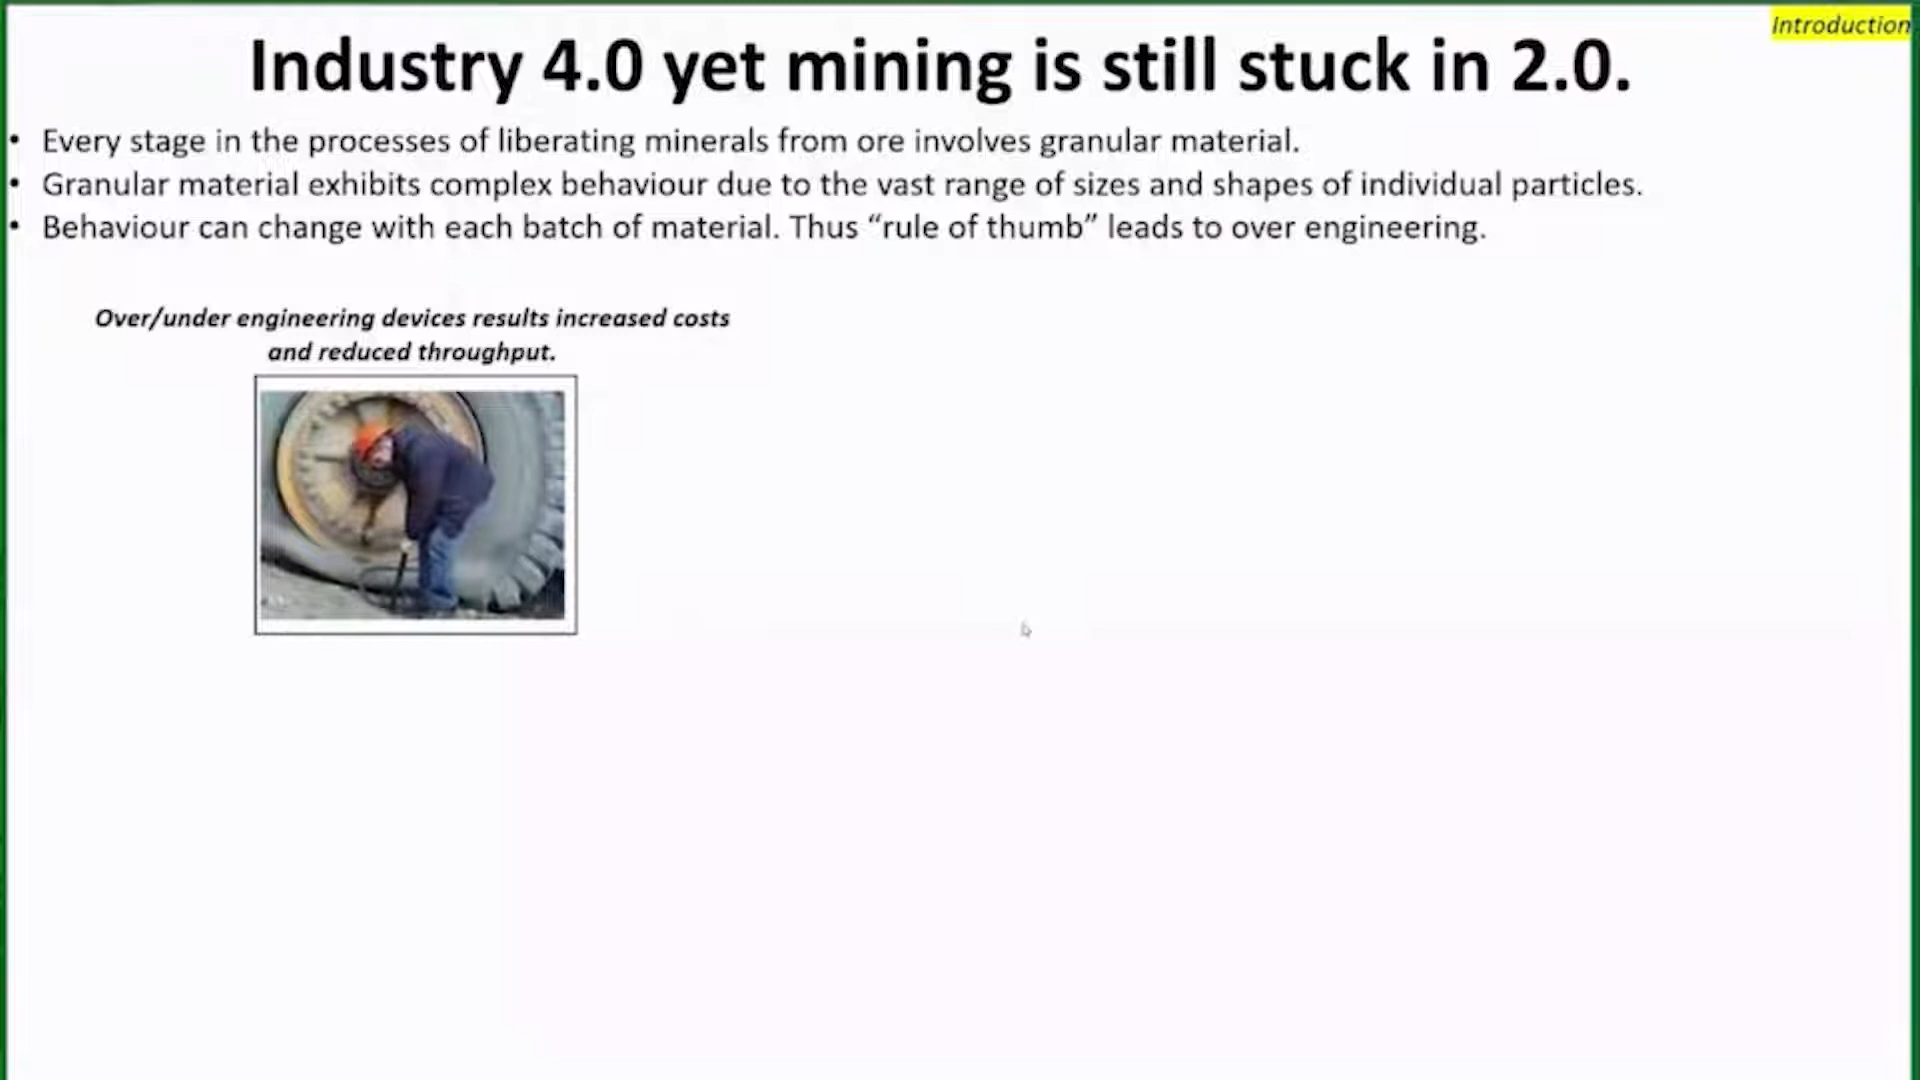 Introduction
Industry 4.0 yet mining is still stuck in 2.0.
• Every stage in the processes of liberating minerals from ore involves granular material.
• Granular material exhibits complex behaviour due to the vast range of sizes and shapes of individual particles.
• Behaviour can change with each batch of material. Thus “rule of thumb” leads to over engineering.
Over/under engineering devices results increased costs
and reduced throughput.